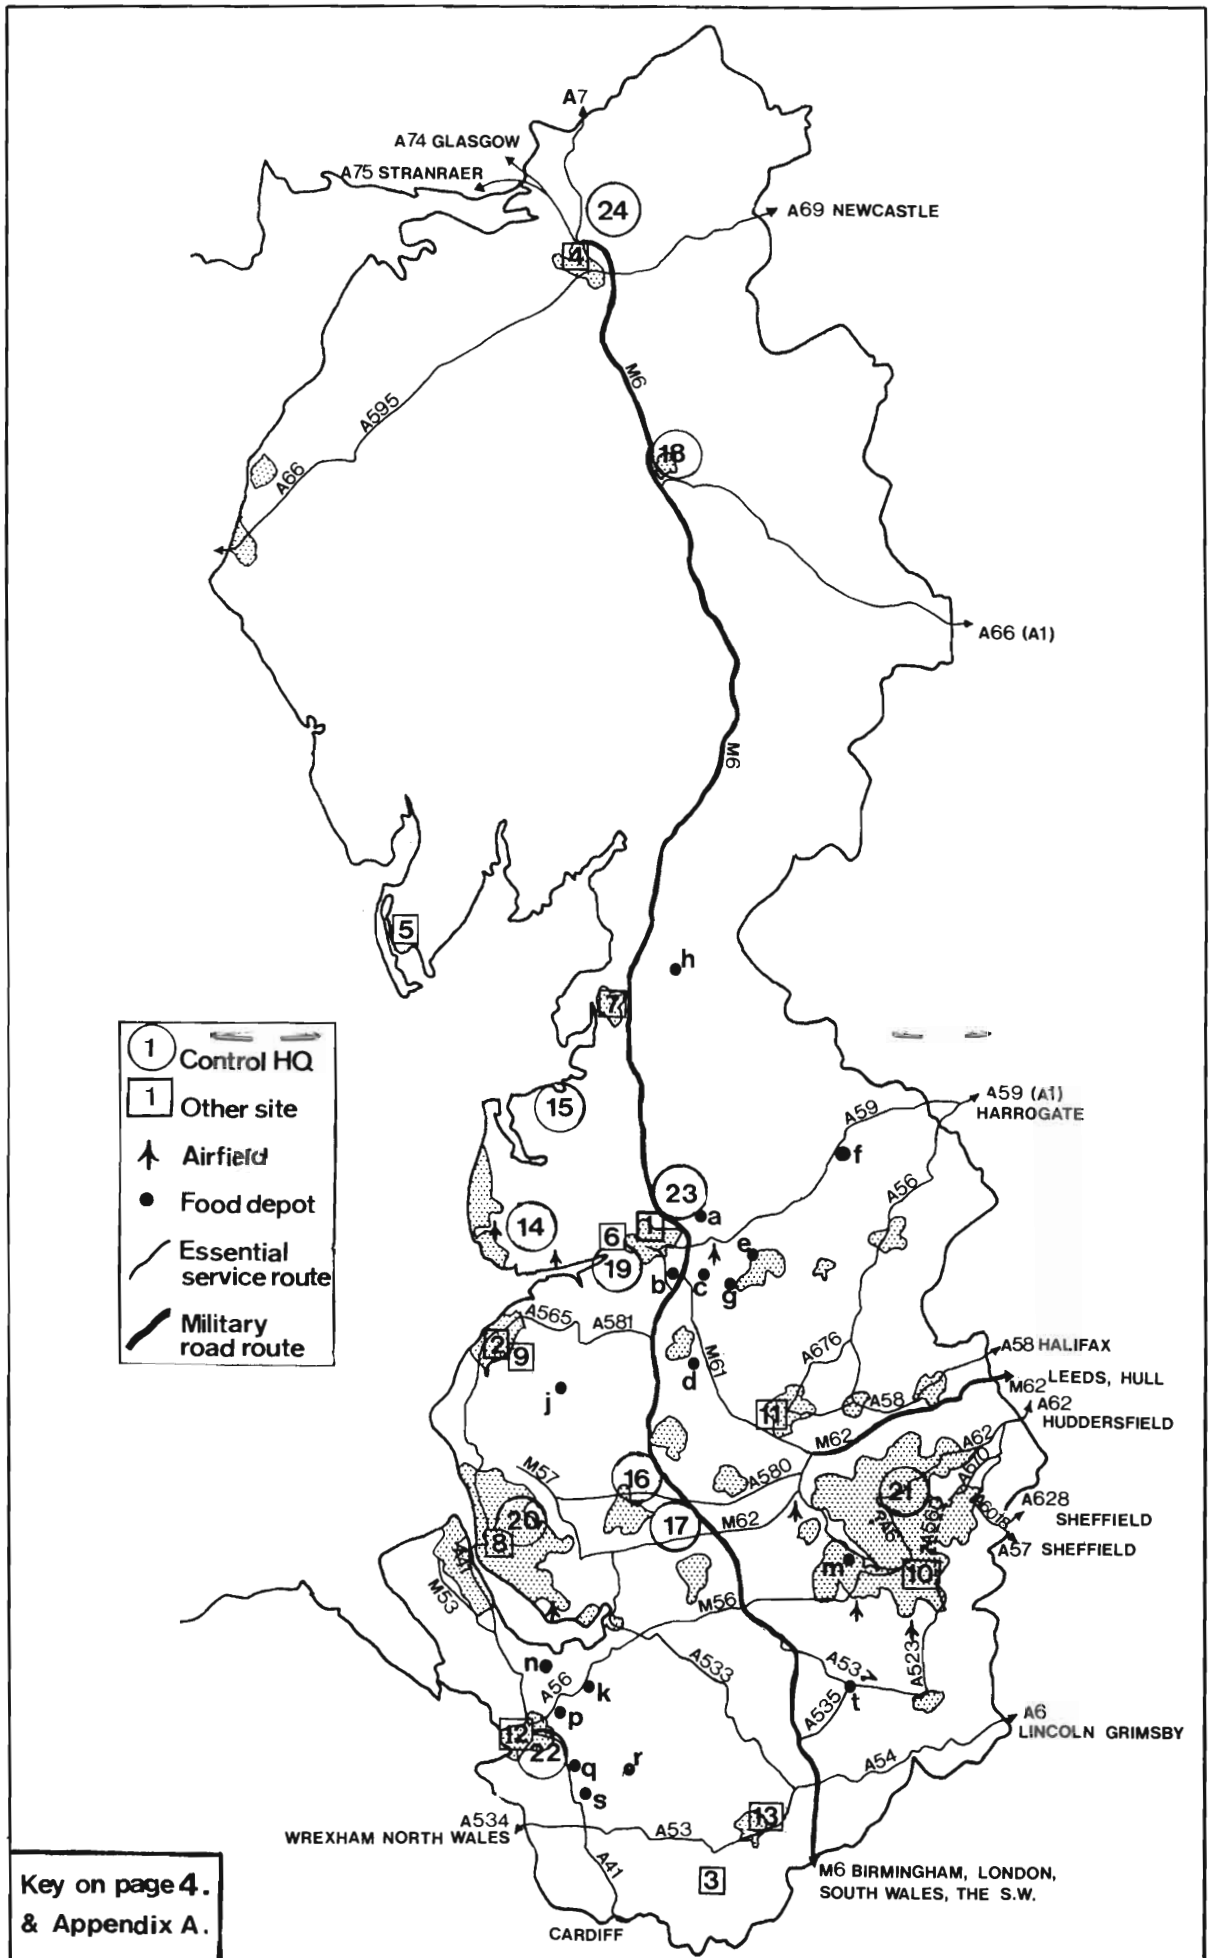 A7
A74 GLASGOW
A75 STRANRAER
24
A69 NEWCASTLE
4
M6
A595
18
A66
A66 (A1)
M6
5
h
7
1
Control HQ
1
Other site
Airfield
Food depot
Essential
service route
Military
road route
15
A59 (A1)
HARROGATE
A59
f
A56
23
a
14
6
1
e
19
b
c
g
A565
A581
2
9
M61
A676
d
j
A58 HALIFAX
LEEDS, HULL
M62
A58
A62
HUDDERSFIELD
11
M62
A62
M57
16
A580
A670
21
A628
SHEFFIELD
20
17
M62
A6018
A57 SHEFFIELD
8
A41
m
10
M53
M56
n
A56
k
A533
A537
A523
p
A535
t
12
22
A6
LINCOLN GRIMSBY
q
r
A54
s
13
A534
WREXHAM NORTH WALES
A53
A41
3
M6 BIRMINGHAM, LONDON,
SOUTH WALES, THE S.W.
CARDIFF
Key on page 4.
& Appendix A.